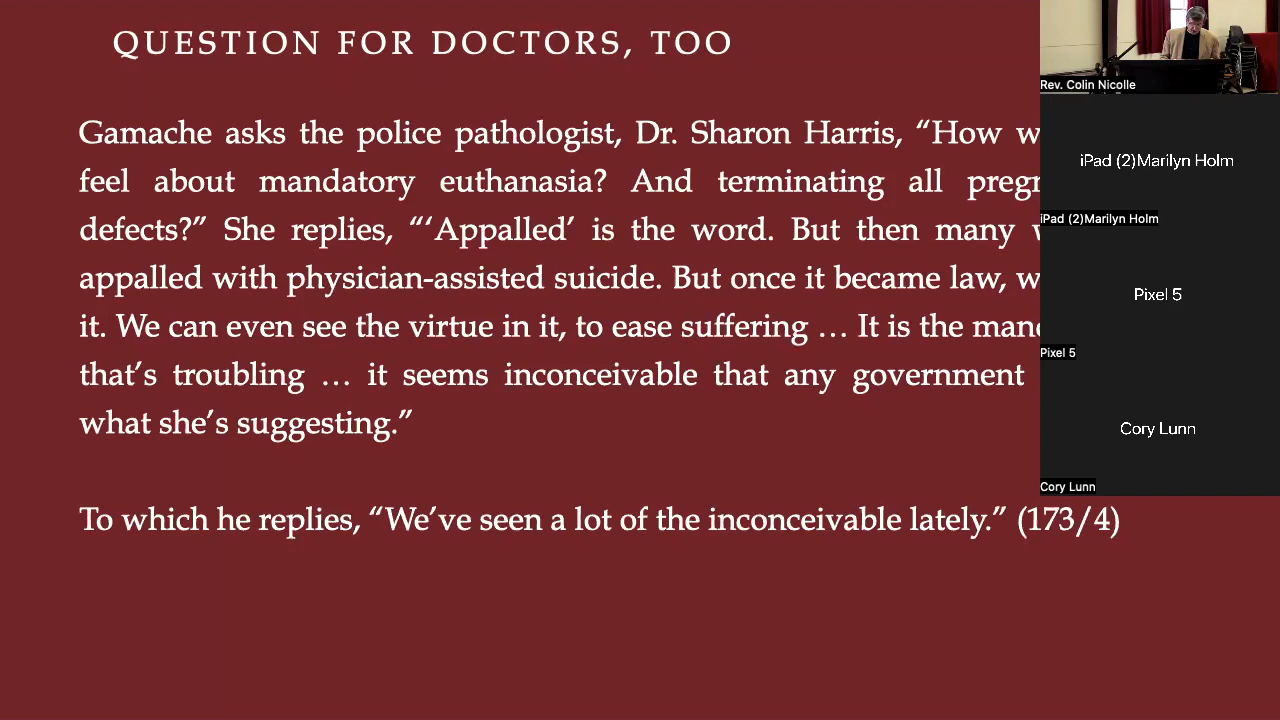 QUESTION FOR DOCTORS, TOO
Gamache asks the police pathologist, Dr. Sharon Harris, “How
feel about mandatory euthanasia? And terminating all
defects?” She replies, “‘Appalled’ is the word. But then many
appalled with physician-assisted suicide. But once it became law,
it. We can even see the virtue in it, to ease suffering … It is the
that’s troubling … it seems inconceivable that any government
what she’s suggesting.”
To which he replies, “We’ve seen a lot of the inconceivable lately.” (173/4)
Rev. Colin Nicolle
iPad (2)Marilyn Holm
iPad (2)Marilyn Holm
Pixel 5
Pixel 5
Cory Lunn
Cory Lunn